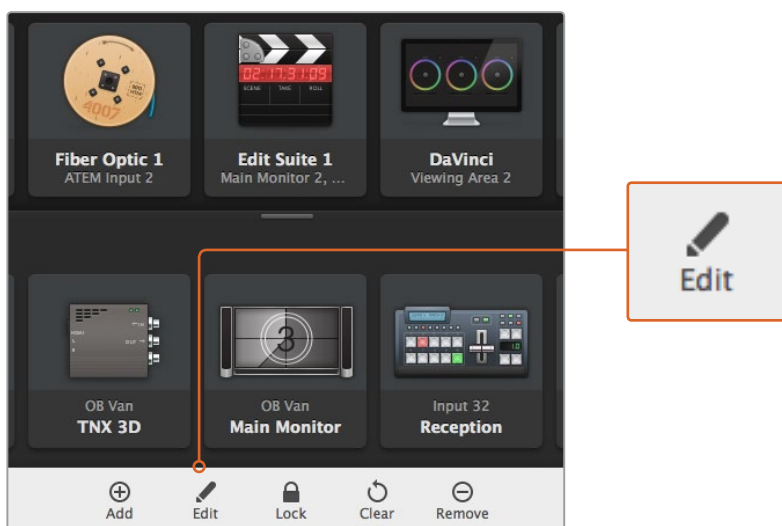 4007
02:17:31:09
SCENE TAKE ROLL
Fiber Optic 1
ATEM Input 2
Edit Suite 1
Main Monitor 2, ...
DaVinci
Viewing Area 2
3
OB Van
TNX 3D
OB Van
Main Monitor
Input 32
Reception
Add
Edit
Lock
Clear
Remove
Edit